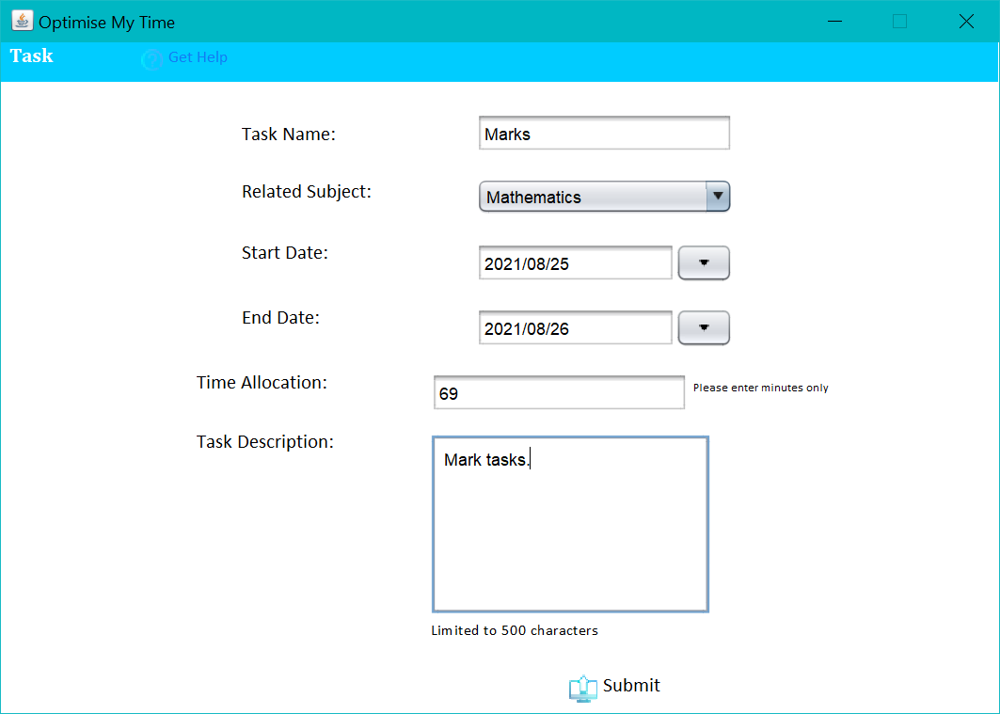 Optimise My Time
Task
Get Help
Task Name:
Marks
Related Subject:
Mathematics
Start Date:
2021/08/25
End Date:
2021/08/26
Time Allocation:
69
Please enter minutes only
Task Description:
Mark tasks.
Limited to 500 characters
Submit